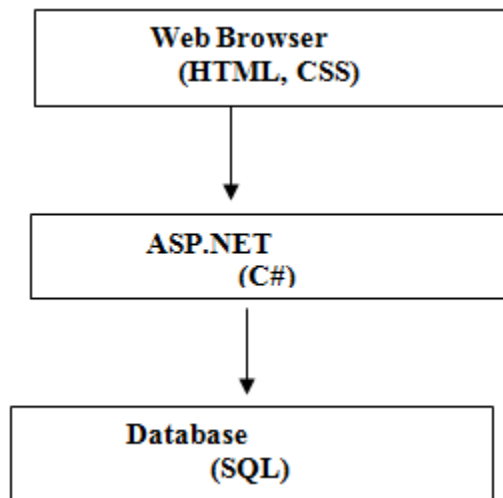 Web Browser
(HTML, CSS)
ASP.NET
(C#)
Database
(SQL)